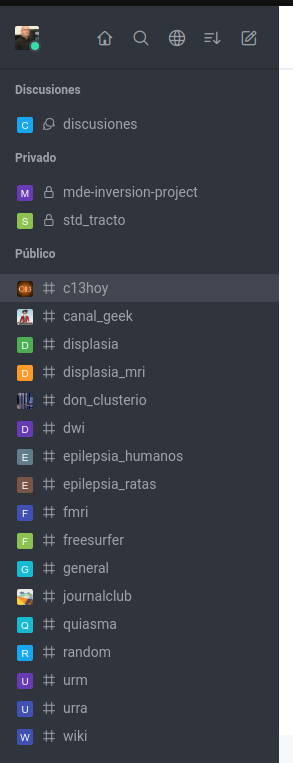 Discusiones
C discusiones
Privado
M mde-inversion-project
S std_tracto
Público
C13 c13hoy
canal_geek
D displasia
D displasia_mri
don_clusterio
D dwi
E epilepsia_humanos
E epilepsia_ratas
F fmri
F freesurfer
G general
journalclub
Q quiasma
R random
U urm
U urra
W wiki